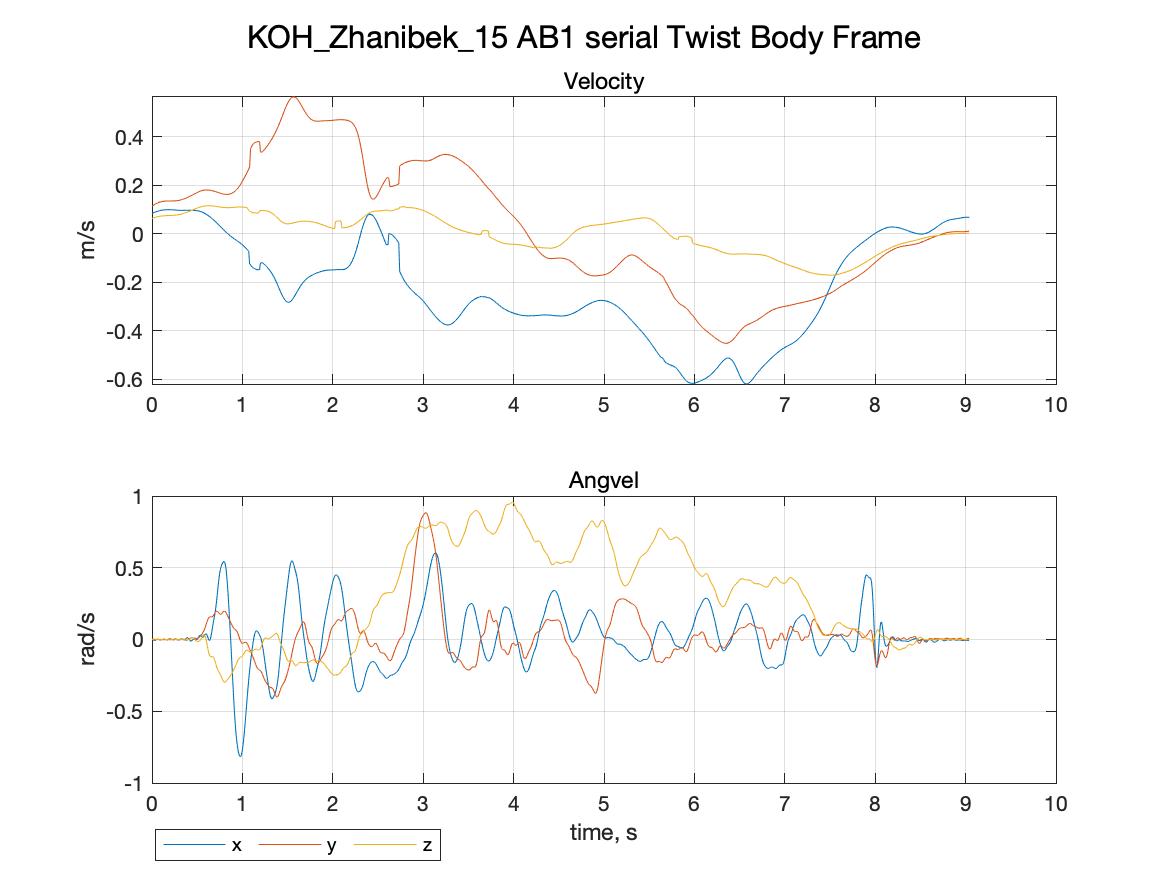 KOH_Zhanibek_15 AB1 serial Twist Body Frame
Velocity
0.4
0.2
0
-0.2
-0.4
-0.6
m/s
0 1 2 3 4 5 6 7 8 9 10
Angvel
1
0.5
0
-0.5
-1
rad/s
0 1 2 3 4 5 6 7 8 9 10
time, s
x y z